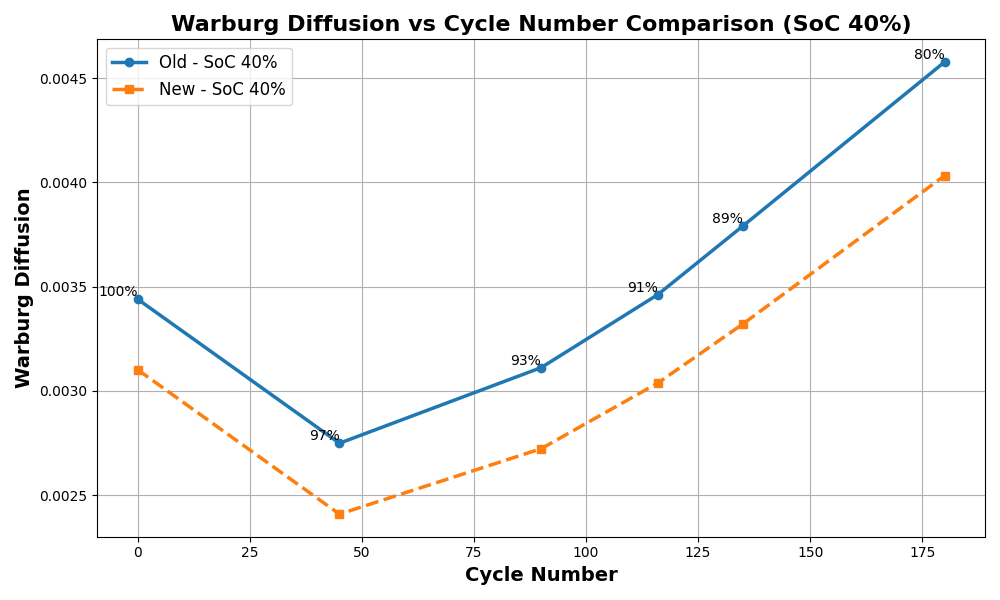 Warburg Diffusion vs Cycle Number Comparison (SoC 40%)
Old - SoC 40%
New - SoC 40%
80%
0.0045
0.0040
89%
0.0035
100%
91%
93%
0.0030
97%
0.0025
Warburg Diffusion
0 25 50 75 100 125 150 175
Cycle Number